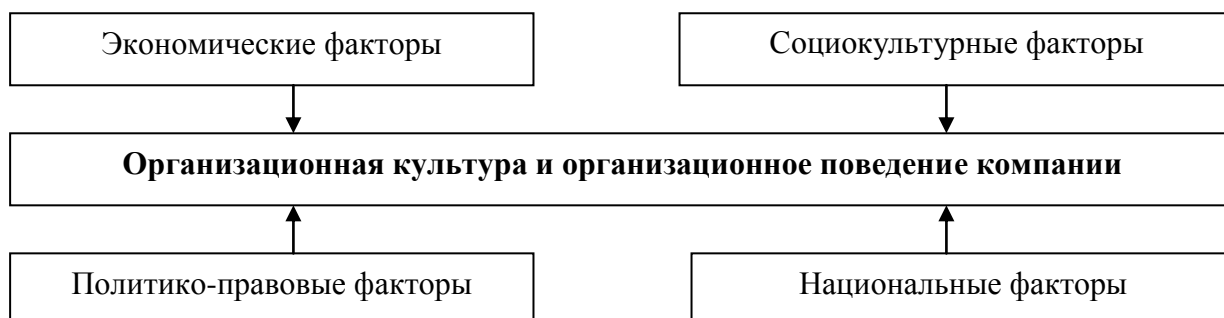 Экономические факторы
Социокультурные факторы
Организационная культура и организационное поведение компании
Политико-правовые факторы
Национальные факторы